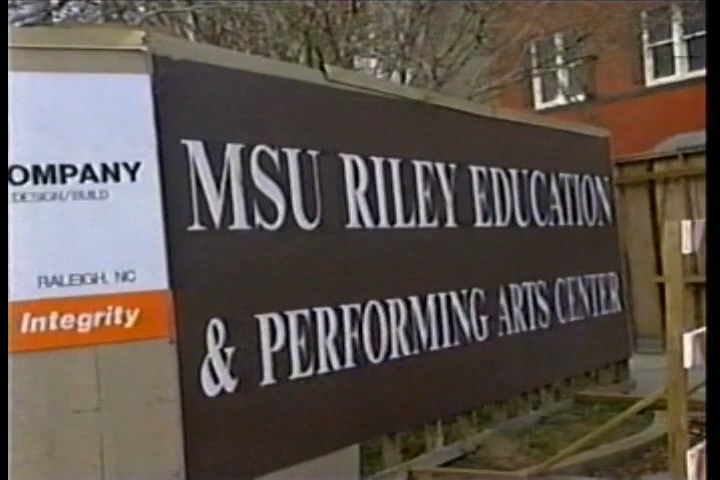 OMPANY
DESIGN/BUILD
RALEIGH, NC
Integrity
MSU RILEY EDUCATION
& PERFORMING ARTS CENTER